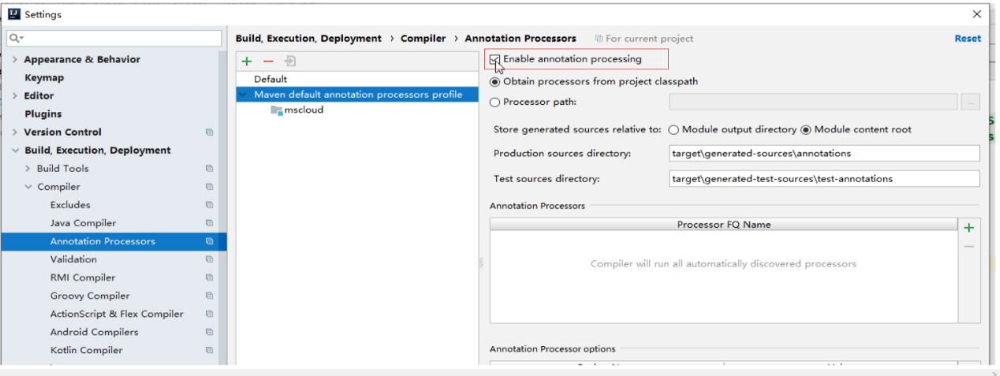 Settings
Appearance & Behavior
Keymap
Editor
Plugins
Version Control
Build, Execution, Deployment
Build Tools
Compiler
Excludes
Java Compiler
Annotation Processors
Validation
RMI Compiler
Groovy Compiler
ActionScript & Flex Compiler
Android Compilers
Kotlin Compiler
Build, Execution, Deployment > Compiler > Annotation Processors For current project Reset
Default
Maven default annotation processors profile
mscloud
Enable annotation processing
Obtain processors from project classpath
Processor path: ...
Store generated sources relative to: Module output directory Module content root
Production sources directory: target\generated-sources\annotations
Test sources directory: target\generated-test-sources\test-annotations
Annotation Processors
Processor FQ Name
Compiler will run all automatically discovered processors
Annotation Processor options